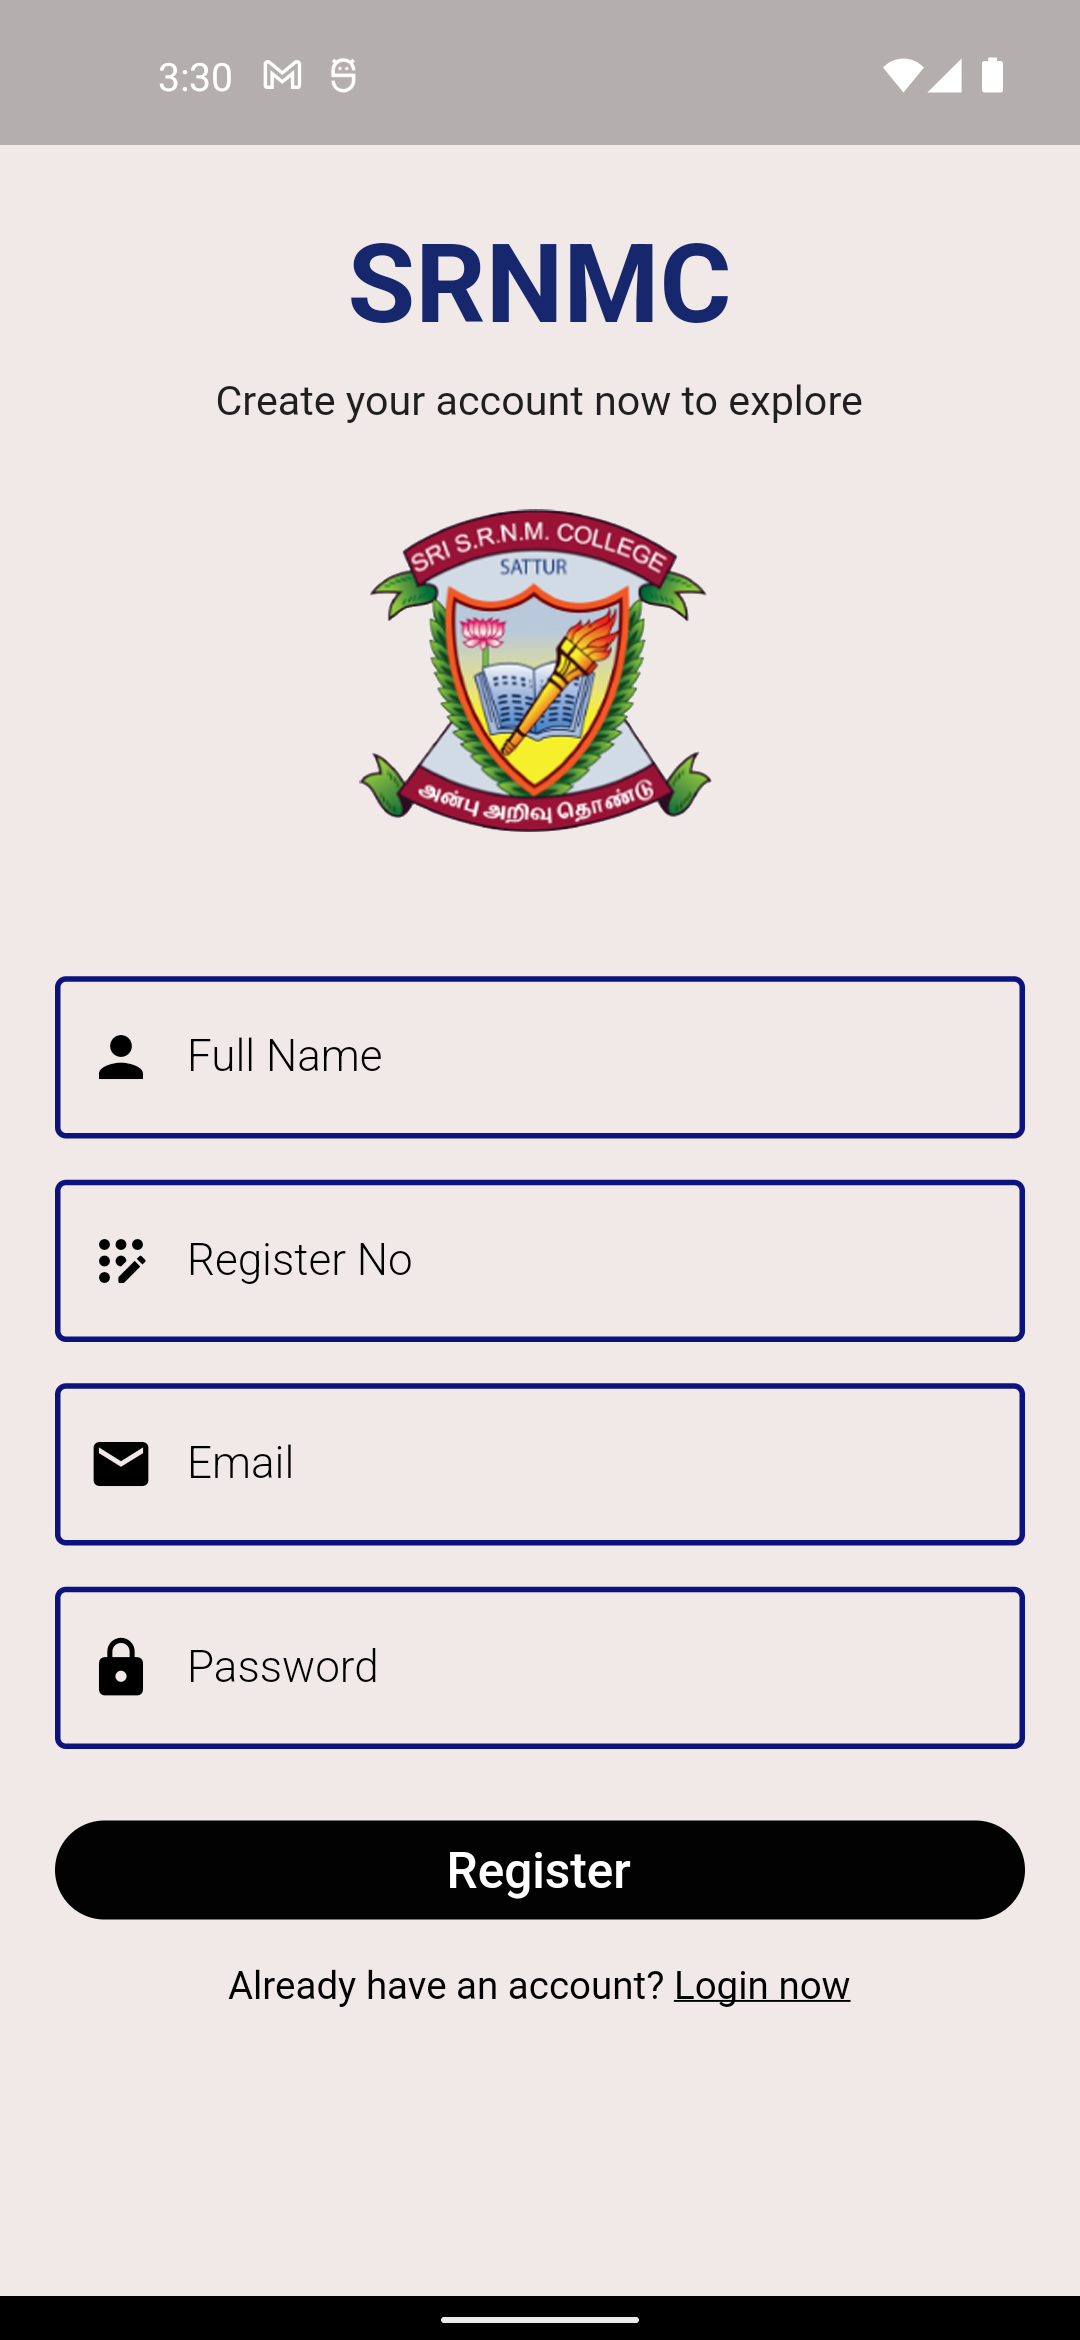 3:30
SRNMC
Create your account now to explore
SRI S.R.N.M. COLLEGE
SATTUR
அன்பு அறிவு தொண்டு
Full Name
Register No
Email
Password
Register
Already have an account? Login now